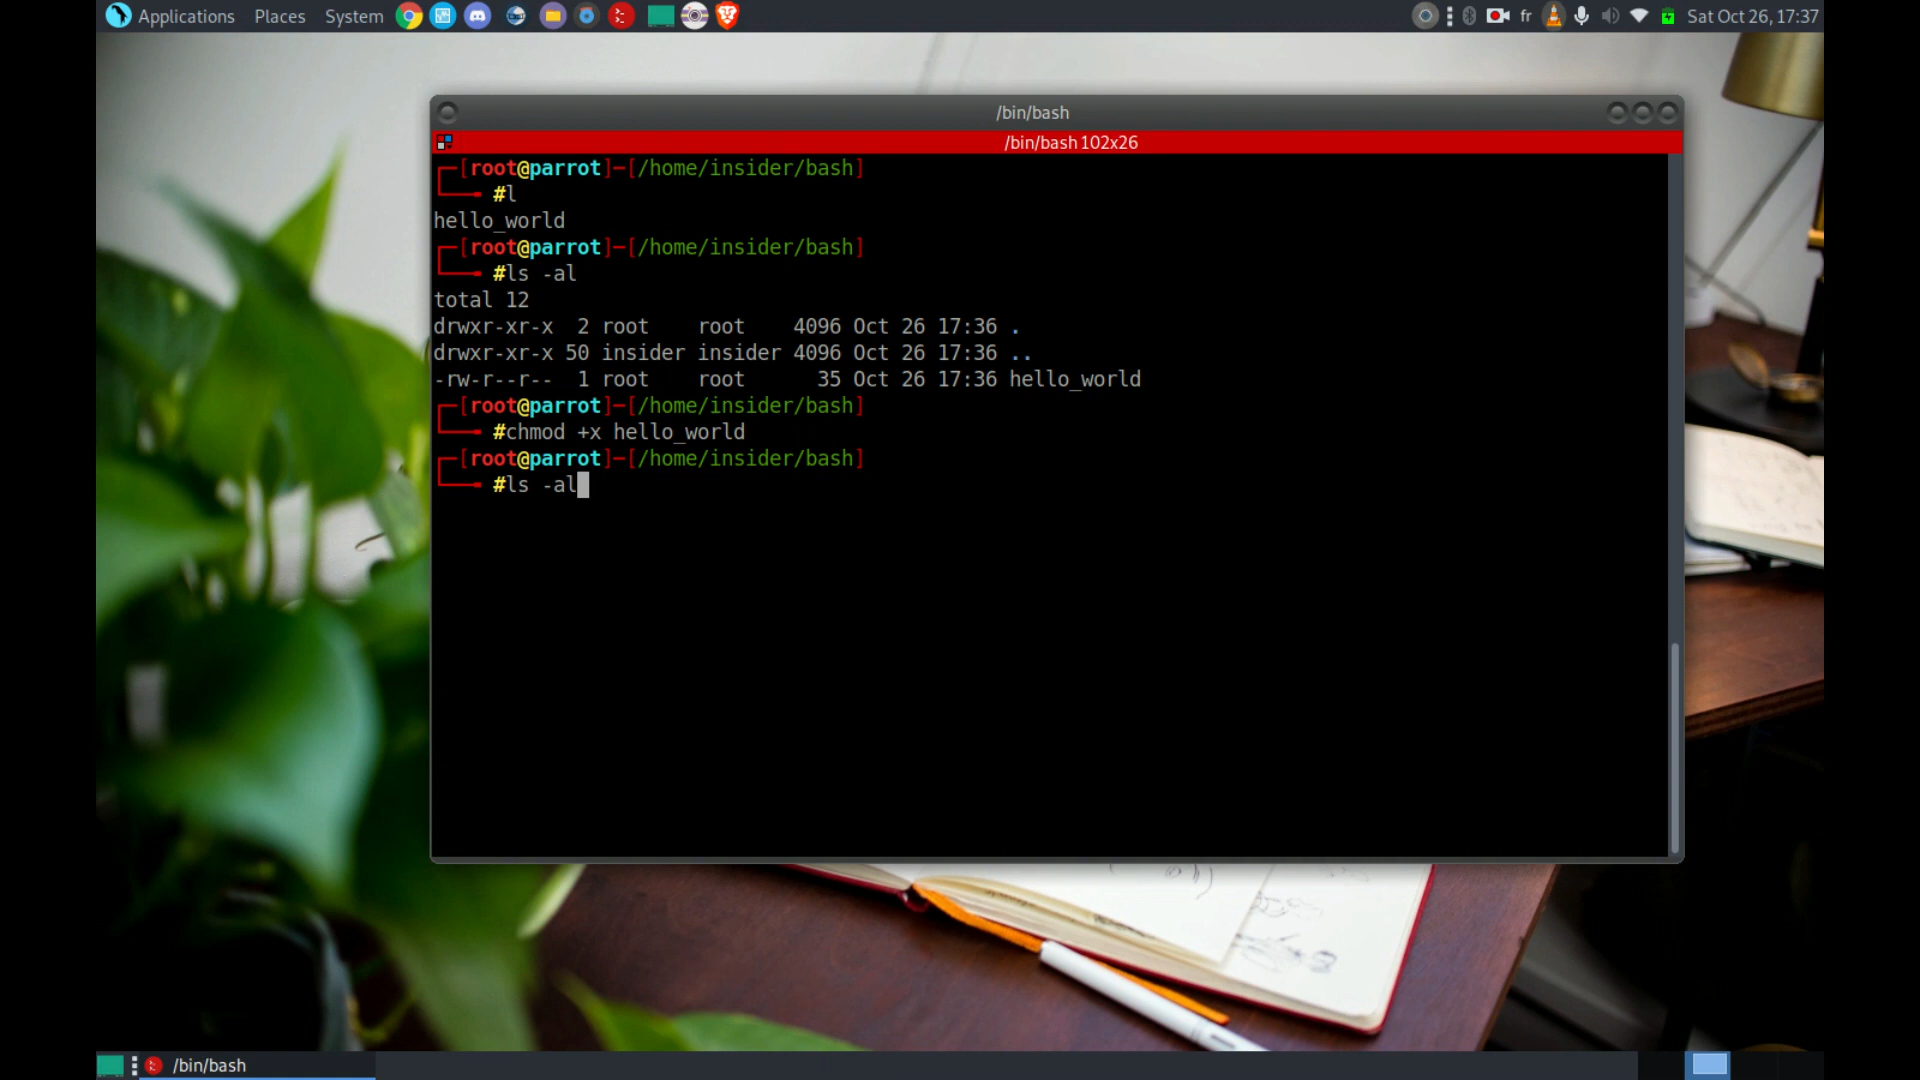 Applications Places System fr Sat Oct 26, 17:37
/bin/bash
/bin/bash 102x26
[root@parrot]-[/home/insider/bash]
#l
hello_world
[root@parrot]-[/home/insider/bash]
#ls -al
total 12
drwxr-xr-x 2 root root 4096 Oct 26 17:36 .
drwxr-xr-x 50 insider insider 4096 Oct 26 17:36 ..
-rw-r--r-- 1 root root 35 Oct 26 17:36 hello_world
[root@parrot]-[/home/insider/bash]
#chmod +x hello_world
[root@parrot]-[/home/insider/bash]
#ls -al
/bin/bash